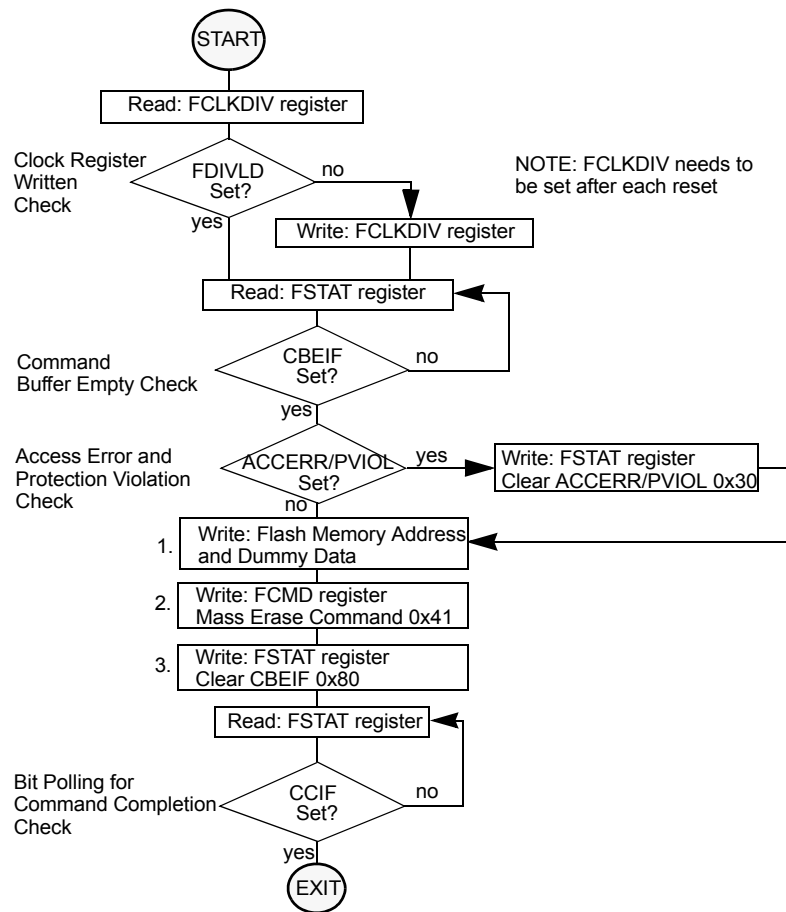 START
Read: FCLKDIV register
Clock Register
Written
Check
FDIVLD
Set?
no
yes
NOTE: FCLKDIV needs to
be set after each reset
Write: FCLKDIV register
Read: FSTAT register
Command
Buffer Empty Check
CBEIF
Set?
no
yes
Access Error and
Protection Violation
Check
ACCERR/PVIOL
Set?
yes
no
Write: FSTAT register
Clear ACCERR/PVIOL 0x30
1.
Write: Flash Memory Address
and Dummy Data
2.
Write: FCMD register
Mass Erase Command 0x41
3.
Write: FSTAT register
Clear CBEIF 0x80
Read: FSTAT register
Bit Polling for
Command Completion
Check
CCIF
Set?
no
yes
EXIT